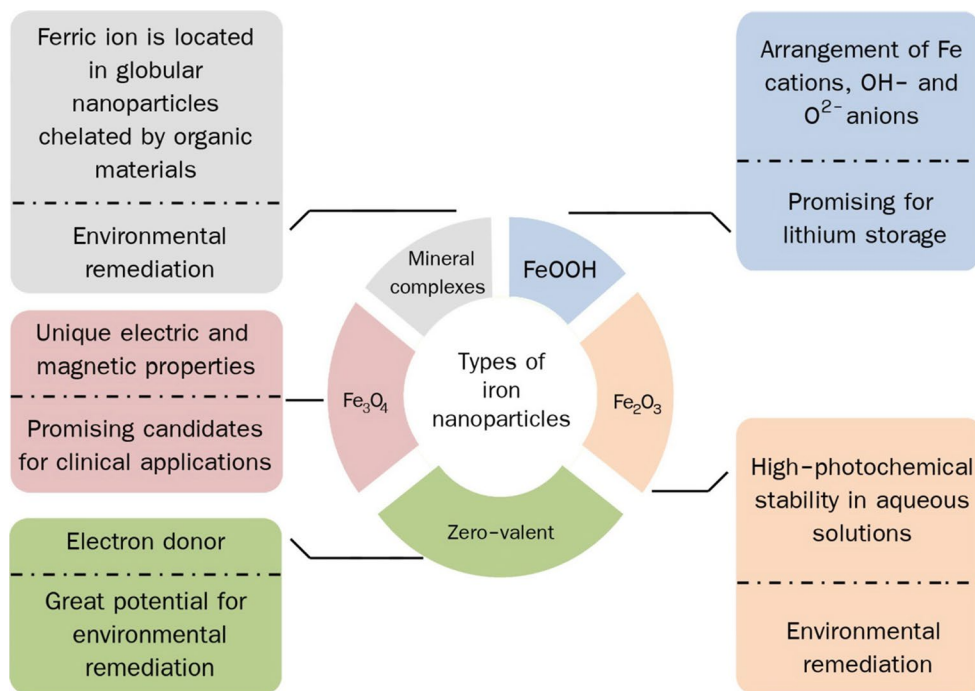 Ferric ion is located
in globular
nanoparticles
chelated by organic
materials
Environmental
remediation
Arrangement of Fe
cations, OH− and
O²⁻ anions
Promising for
lithium storage
Mineral
complexes
FeOOH
Unique electric and
magnetic properties
Promising candidates
for clinical applications
Fe₃O₄
Types of
iron
nanoparticles
Fe₂O₃
High-photochemical
stability in aqueous
solutions
Environmental
remediation
Electron donor
Great potential for
environmental
remediation
Zero-valent